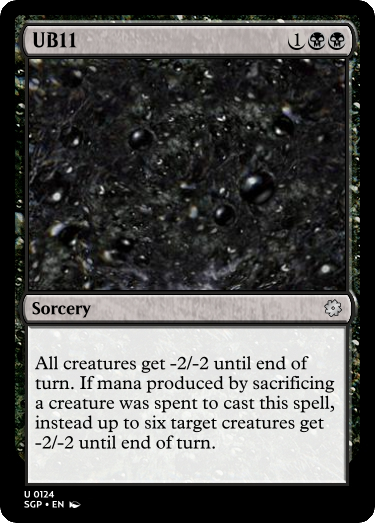 UB11 1
Sorcery
All creatures get -2/-2 until end of
turn. If mana produced by sacrificing
a creature was spent to cast this spell,
instead up to six target creatures get
-2/-2 until end of turn.
U 0124
SGP • EN